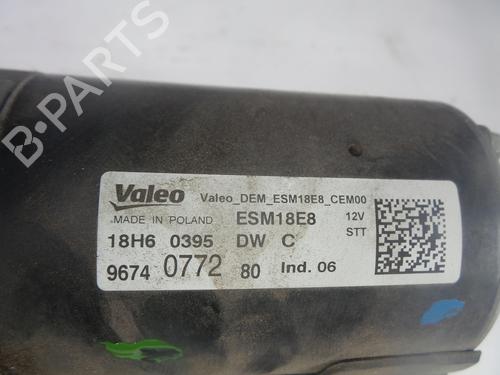 B-PARTS
Valeo Valeo_DEM_ESM18E8_CEM00
MADE IN POLAND ESM18E8 12V
18H6 0395 DW C STT
9674 0772 80 Ind. 06